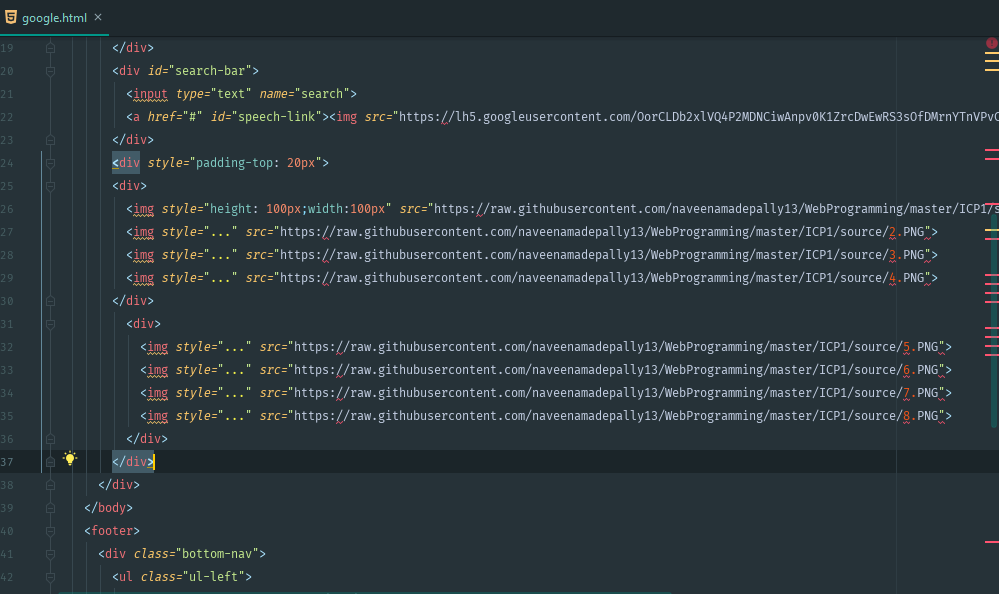 google.html ×
19 </div>
20 <div id="search-bar">
21 <input type="text" name="search">
22 <a href="#" id="speech-link"><img src="https://lh5.googleusercontent.com/OorCLDb2xlVQ4P2MDNCiwAnpv0K1ZrcDwEwRS3sOfDMrnYTnVPvC
23 </div>
24 <div style="padding-top: 20px">
25 <div>
26 <img style="height: 100px;width:100px" src="https://raw.githubusercontent.com/naveenamadepally13/WebProgramming/master/ICP1/s
27 <img style="..." src="https://raw.githubusercontent.com/naveenamadepally13/WebProgramming/master/ICP1/source/2.PNG">
28 <img style="..." src="https://raw.githubusercontent.com/naveenamadepally13/WebProgramming/master/ICP1/source/3.PNG">
29 <img style="..." src="https://raw.githubusercontent.com/naveenamadepally13/WebProgramming/master/ICP1/source/4.PNG">
30 </div>
31 <div>
32 <img style="..." src="https://raw.githubusercontent.com/naveenamadepally13/WebProgramming/master/ICP1/source/5.PNG">
33 <img style="..." src="https://raw.githubusercontent.com/naveenamadepally13/WebProgramming/master/ICP1/source/6.PNG">
34 <img style="..." src="https://raw.githubusercontent.com/naveenamadepally13/WebProgramming/master/ICP1/source/7.PNG">
35 <img style="..." src="https://raw.githubusercontent.com/naveenamadepally13/WebProgramming/master/ICP1/source/8.PNG">
36 </div>
37 </div>
38 </div>
39 </body>
40 <footer>
41 <div class="bottom-nav">
42 <ul class="ul-left">